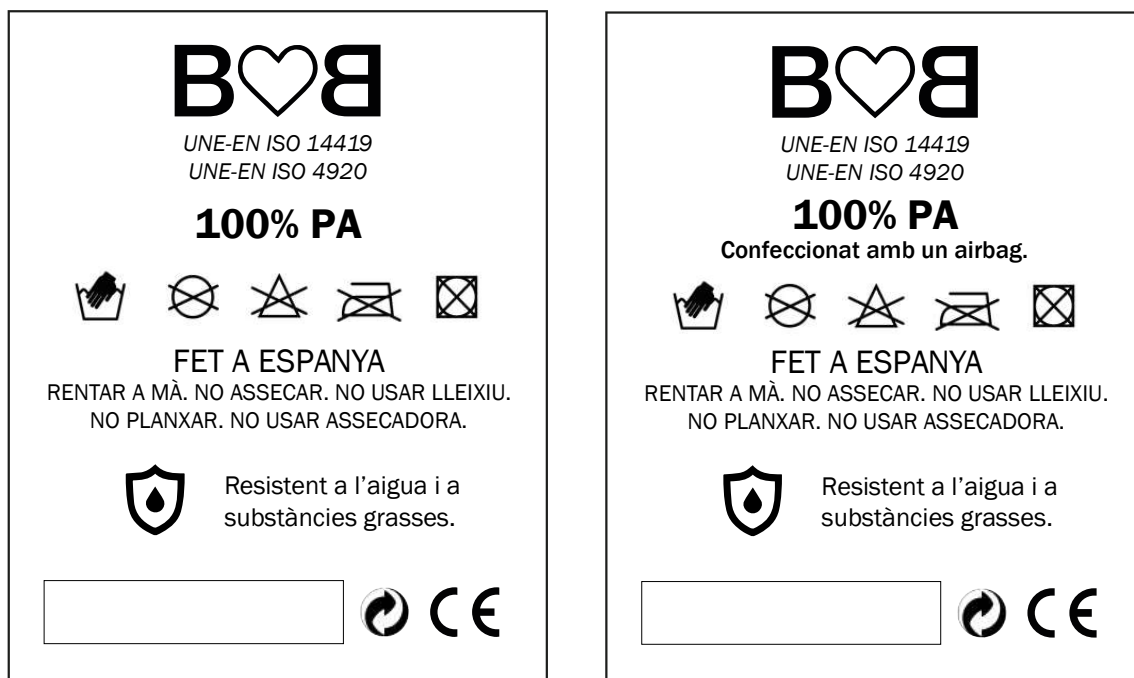 B♡B
UNE-EN ISO 14419
UNE-EN ISO 4920
100% PA
FET A ESPANYA
RENTAR A MÀ. NO ASSECAR. NO USAR LLEIXIU.
NO PLANXAR. NO USAR ASSECADORA.
Resistent a l’aigua i a
substàncies grasses.
CE
B♡B
UNE-EN ISO 14419
UNE-EN ISO 4920
100% PA
Confeccionat amb un airbag.
FET A ESPANYA
RENTAR A MÀ. NO ASSECAR. NO USAR LLEIXIU.
NO PLANXAR. NO USAR ASSECADORA.
Resistent a l’aigua i a
substàncies grasses.
CE